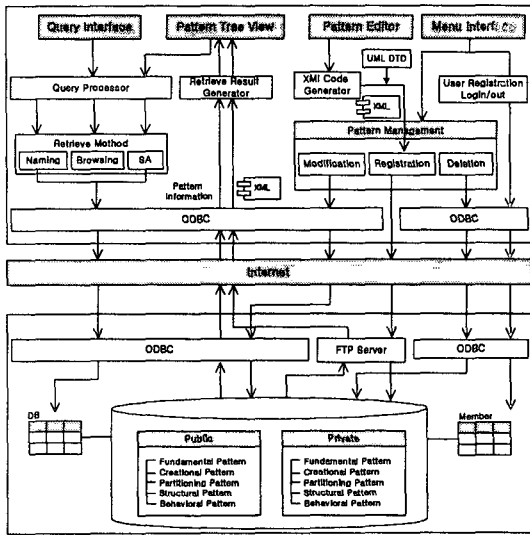 Query Interface
Pattern Tree View
Pattern Editor
Menu Interface
UML DTD
Query Processor
Retrieve Result
Generator
XMI Code
Generator
User Registration
Login/out
XML
Retrieve Method
Naming
Browsing
SA
Pattern Management
Modification
Registration
Deletion
Pattern
Information
XML
ODBC
ODBC
Internet
ODBC
FTP Server
ODBC
DB
Member
Public
Private
Fundamental Pattern
Creational Pattern
Partitioning Pattern
Structural Pattern
Behavioral Pattern
Fundamental Pattern
Creational Pattern
Partitioning Pattern
Structural Pattern
Behavioral Pattern